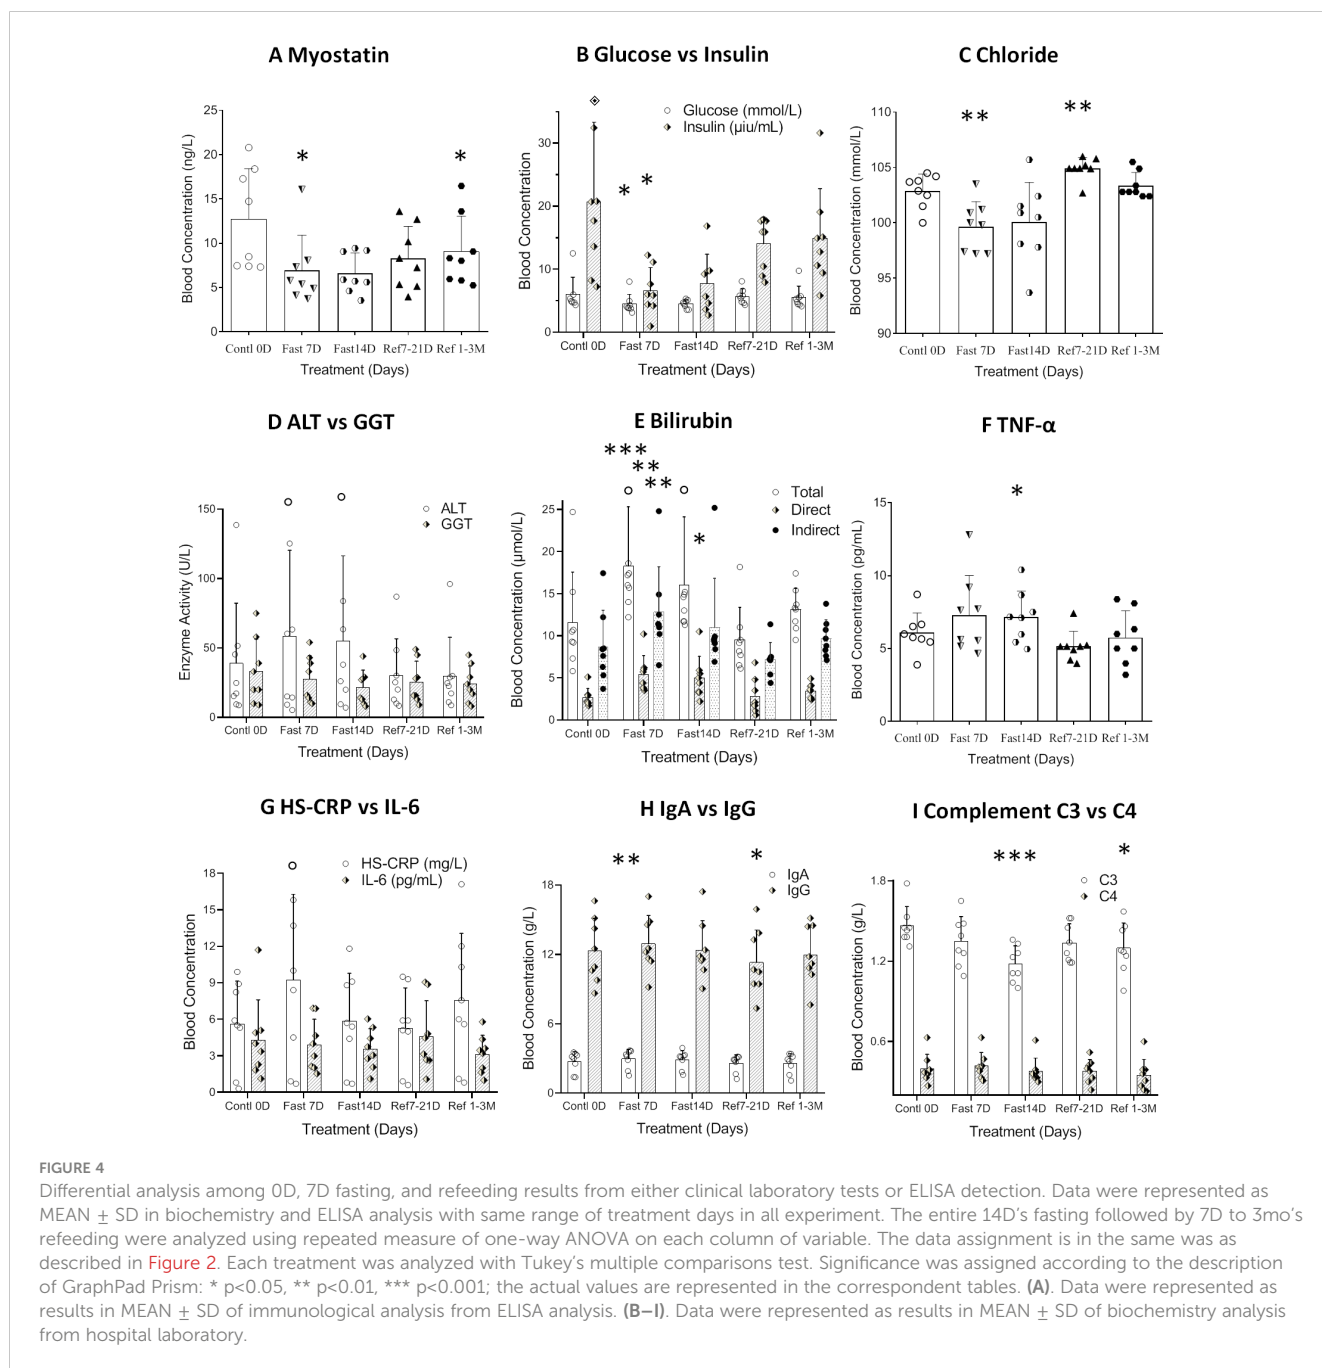 A Myostatin
Blood Concentration (ng/L)
25
20
15
10
5
0
*
*
Contl 0D
Fast 7D
Fast14D
Ref7-21D
Ref 1-3M
Treatment (Days)
B Glucose vs Insulin
Glucose (mmol/L)
Insulin (µiu/mL)
Blood Concentration
30
20
10
0
*
*
Contl 0D
Fast 7D
Fast14D
Ref7-21D
Ref 1-3M
Treatment (Days)
C Chloride
Blood Concentration (mmol/L)
110
105
100
95
90
**
**
Contl 0D
Fast 7D
Fast14D
Ref7-21D
Ref 1-3M
Treatment (Days)
D ALT vs GGT
ALT
GGT
Enzyme Activity (U/L)
150
100
50
0
Contl 0D
Fast 7D
Fast14D
Ref7-21D
Ref 1-3M
Treatment (Days)
E Bilirubin
***
**
**
*
Total
Direct
Indirect
Blood Concentration (µmol/L)
25
20
15
10
5
0
Contl 0D
Fast 7D
Fast14D
Ref7-21D
Ref 1-3M
Treatment (Days)
F TNF-α
Blood Concentration (pg/mL)
15
10
5
0
*
Contl 0D
Fast 7D
Fast14D
Ref7-21D
Ref 1-3M
Treatment (Days)
G HS-CRP vs IL-6
HS-CRP (mg/L)
IL-6 (pg/mL)
Blood Concentration
18
15
12
9
6
3
0
Contl 0D
Fast 7D
Fast14D
Ref7-21D
Ref 1-3M
Treatment (Days)
H IgA vs IgG
**
*
IgA
IgG
Blood Concentration (g/L)
18
12
6
0
Contl 0D
Fast 7D
Fast14D
Ref7-21D
Ref 1-3M
Treatment (Days)
I Complement C3 vs C4
***
*
C3
C4
Blood Concentration (g/L)
1.8
1.2
0.6
Contl 0D
Fast 7D
Fast14D
Ref7-21D
Ref 1-3M
Treatment (Days)
FIGURE 4
Differential analysis among 0D, 7D fasting, and refeeding results from either clinical laboratory tests or ELISA detection. Data were represented as
MEAN ± SD in biochemistry and ELISA analysis with same range of treatment days in all experiment. The entire 14D's fasting followed by 7D to 3mo's
refeeding were analyzed using repeated measure of one-way ANOVA on each column of variable. The data assignment is in the same was as
described in Figure 2. Each treatment was analyzed with Tukey's multiple comparisons test. Significance was assigned according to the description
of GraphPad Prism: * p<0.05, ** p<0.01, *** p<0.001; the actual values are represented in the correspondent tables. (A). Data were represented as
results in MEAN ± SD of immunological analysis from ELISA analysis. (B–I). Data were represented as results in MEAN ± SD of biochemistry analysis
from hospital laboratory.